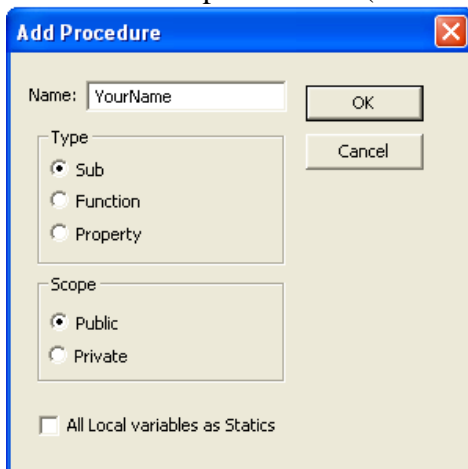 Add Procedure
Name: YourName
OK
Type
Cancel
Sub
Function
Property
Scope
Public
Private
All Local variables as Statics